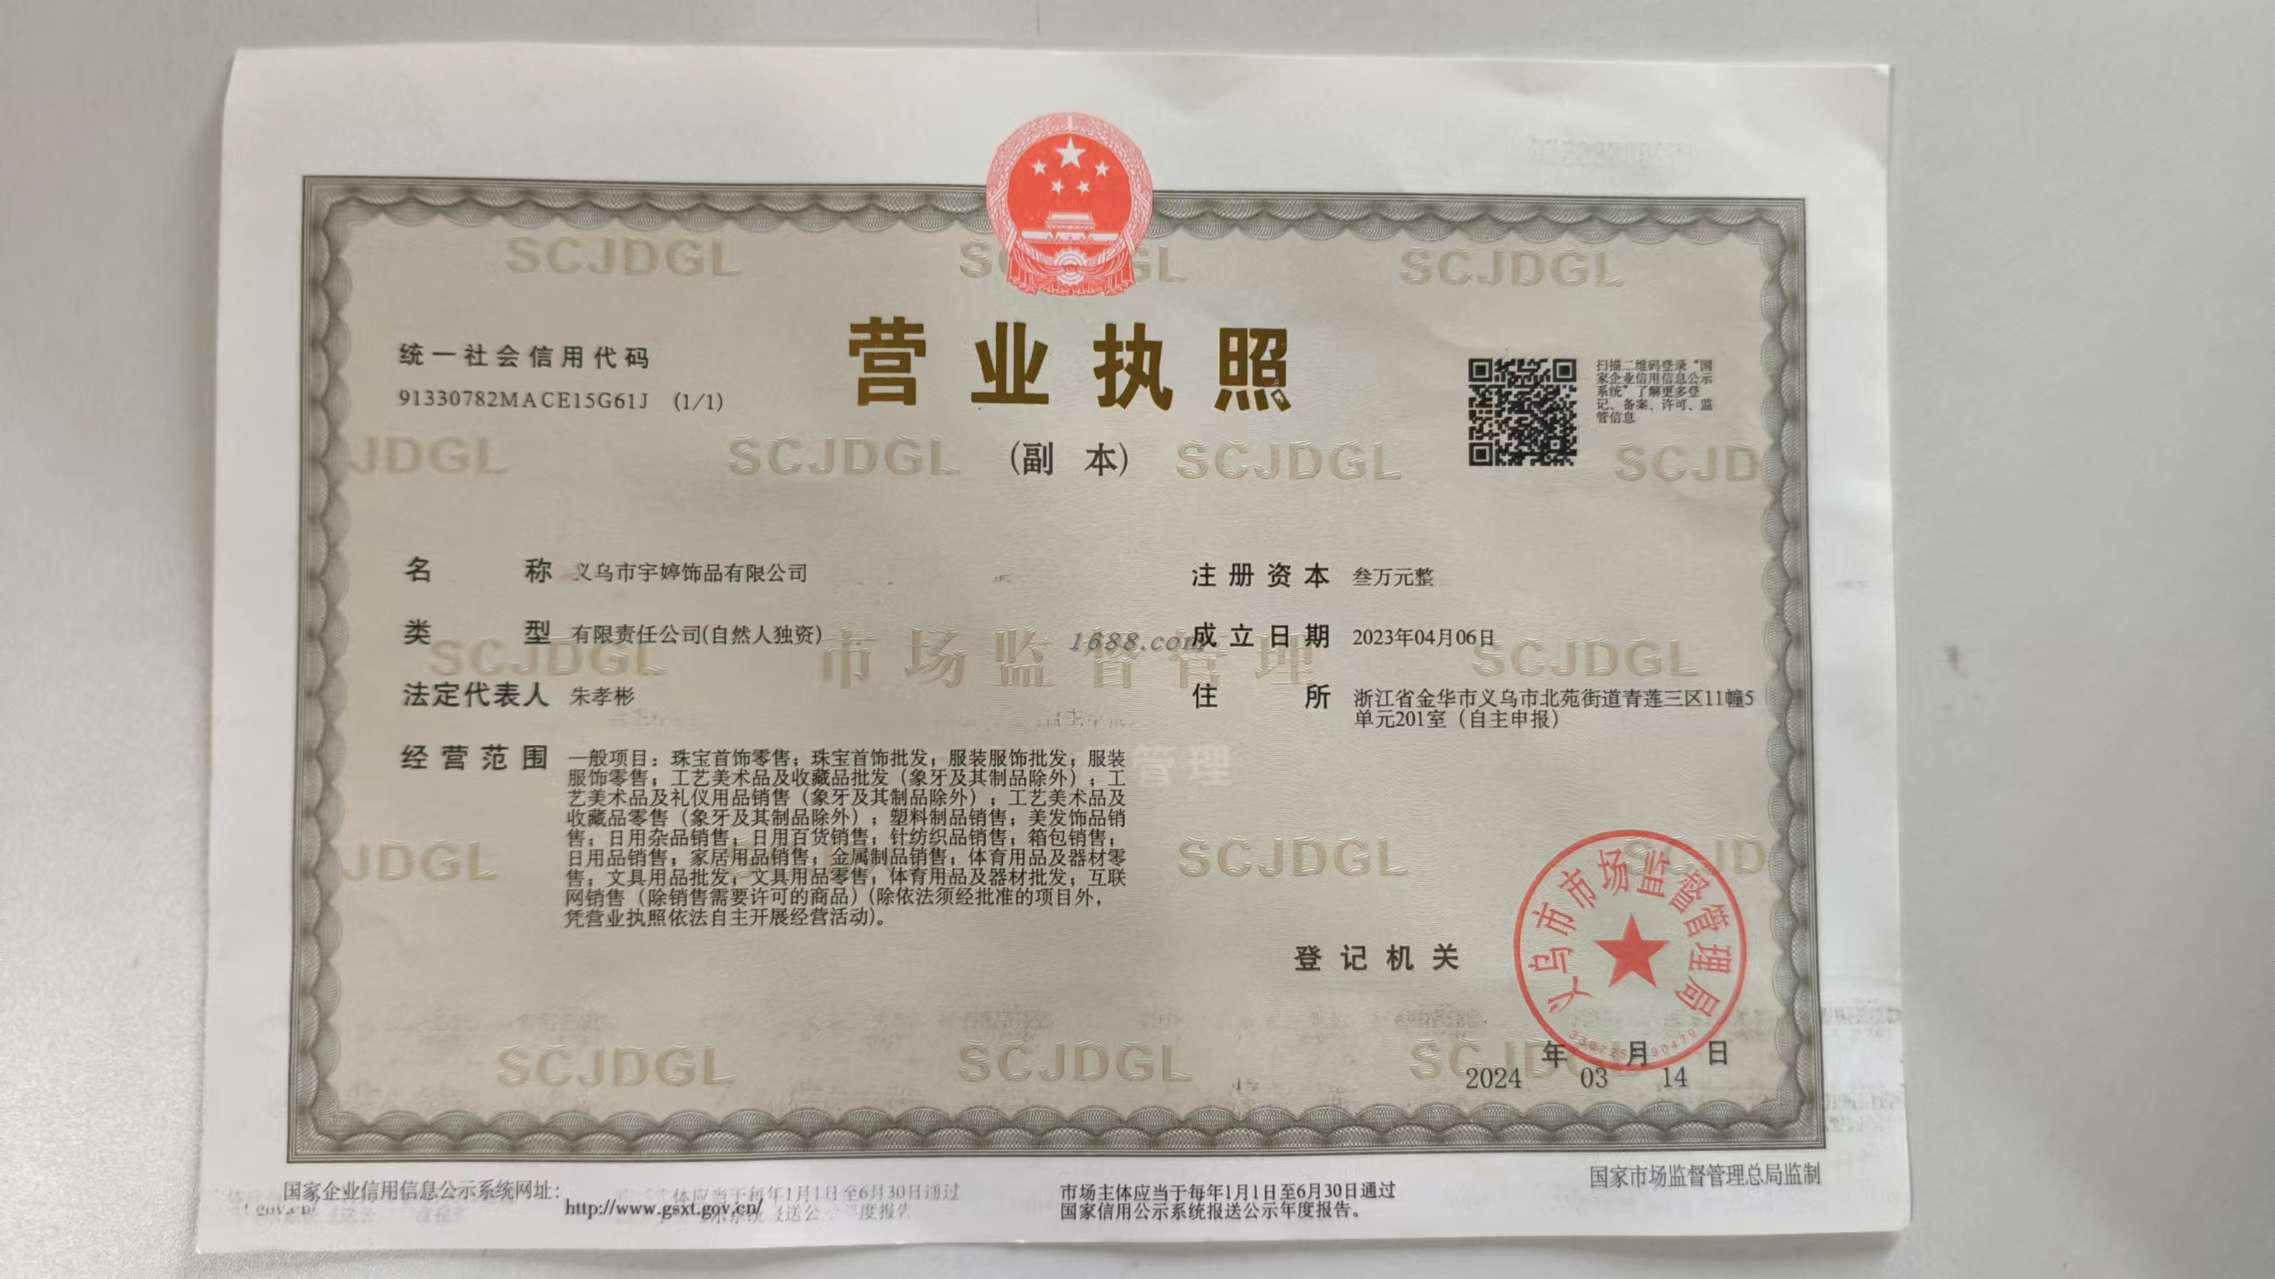 统一社会信用代码
91330782MACE15G61J (1/1)
营业执照
(副 本)
扫描二维码登录“国
家企业信用信息公示
系统”了解更多登
记、备案、许可、监
管信息
名 称 义乌市宇婷饰品有限公司
类 型 有限责任公司(自然人独资)
法定代表人 朱孝彬
经营范围 一般项目：珠宝首饰零售；珠宝首饰批发；服装服饰批发；服装
服饰零售；工艺美术品及收藏品批发（象牙及其制品除外）；工
艺美术品及礼仪用品销售（象牙及其制品除外）；工艺美术品及
收藏品零售（象牙及其制品除外）；塑料制品销售；美发饰品销
售；日用杂品销售；日用百货销售；针纺织品销售；箱包销售；
日用品销售；家居用品销售；金属制品销售；体育用品及器材零
售；文具用品批发；文具用品零售；体育用品及器材批发；互联
网销售（除销售需要许可的商品）(除依法须经批准的项目外，
凭营业执照依法自主开展经营活动)。
注册资本 叁万元整
成立日期 2023年04月06日
住 所 浙江省金华市义乌市北苑街道青莲三区11幢5
单元201室（自主申报）
1688.com
市场监督管理
SCJDGL
登记机关
义乌市市场监督管理局
年 月 日
2024 03 14
国家企业信用信息公示系统网址：
http://www.gsxt.gov.cn/
市场主体应当于每年1月1日至6月30日通过
国家信用公示系统报送公示年度报告。
国家市场监督管理总局监制